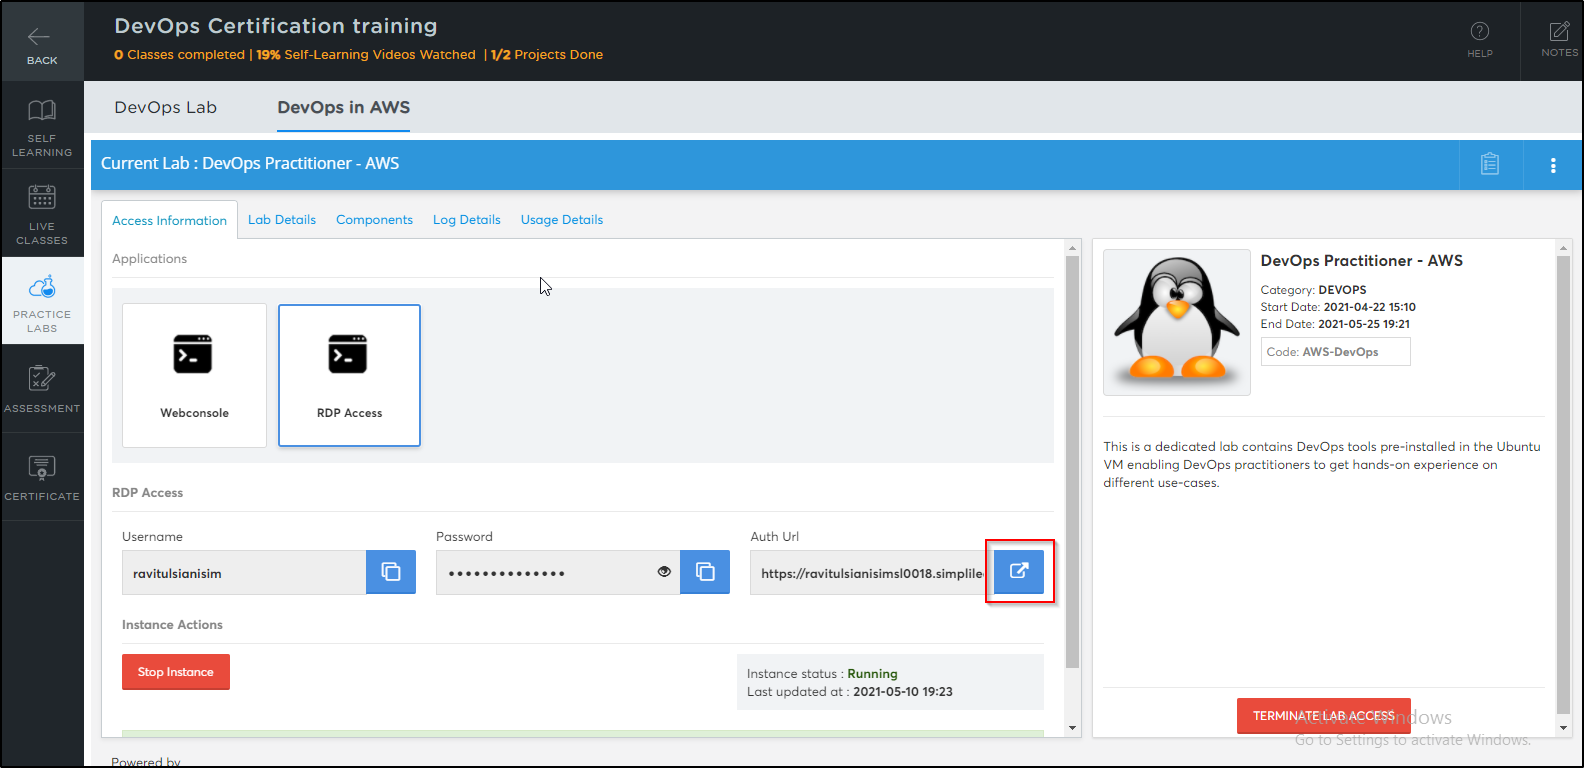 DevOps Certification training
0 Classes completed | 19% Self-Learning Videos Watched | 1/2 Projects Done
BACK
HELP
NOTES
SELF
LEARNING
LIVE
CLASSES
PRACTICE
LABS
ASSESSMENT
CERTIFICATE
DevOps Lab
DevOps in AWS
Current Lab : DevOps Practitioner - AWS
Access Information
Lab Details
Components
Log Details
Usage Details
Applications
Webconsole
RDP Access
RDP Access
Username
Password
Auth Url
ravitulsianisim
••••••••••••••
https://ravitulsianisimsl0018.simplile
Instance Actions
Stop Instance
Instance status : Running
Last updated at : 2021-05-10 19:23
Powered by
DevOps Practitioner - AWS
Category: DEVOPS
Start Date: 2021-04-22 15:10
End Date: 2021-05-25 19:21
Code: AWS-DevOps
This is a dedicated lab contains DevOps tools pre-installed in the Ubuntu
VM enabling DevOps practitioners to get hands-on experience on
different use-cases.
TERMINATE LAB ACCESS
Activate Windows
Go to Settings to activate Windows.